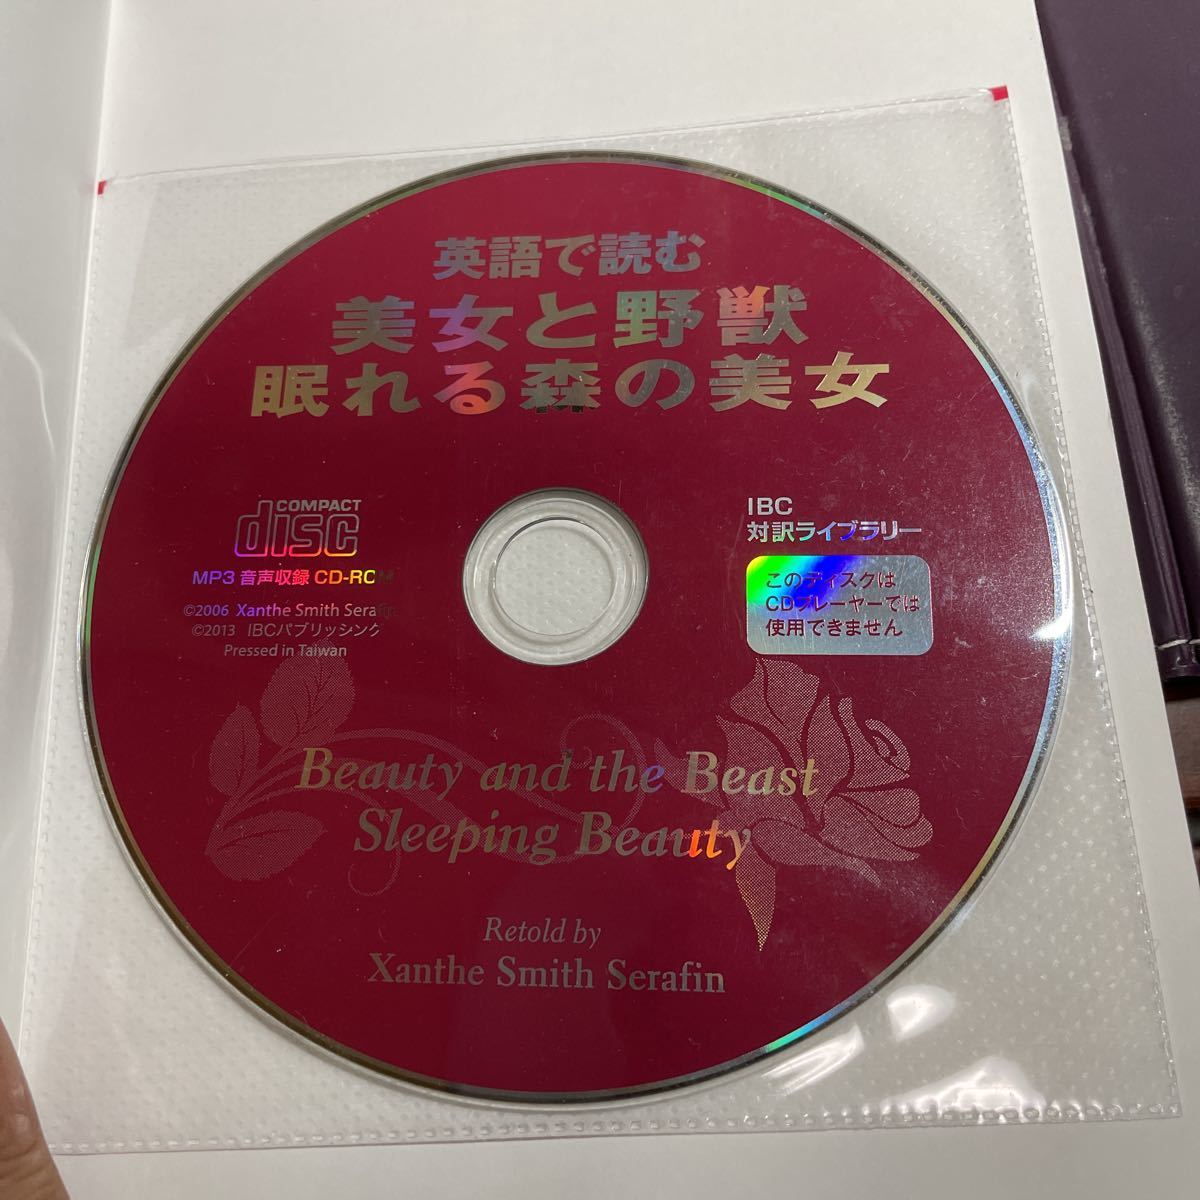 英語で読む
美女と野獣
眠れる森の美女
COMPACT
disc
MP3 音声収録 CD-ROM
©2006 Xanthe Smith Serafin
©2013 IBCパブリッシング
Pressed in Taiwan
IBC
対訳ライブラリー
このディスクは
CDプレーヤーでは
使用できません
Beauty and the Beast
Sleeping Beauty
Retold by
Xanthe Smith Serafin